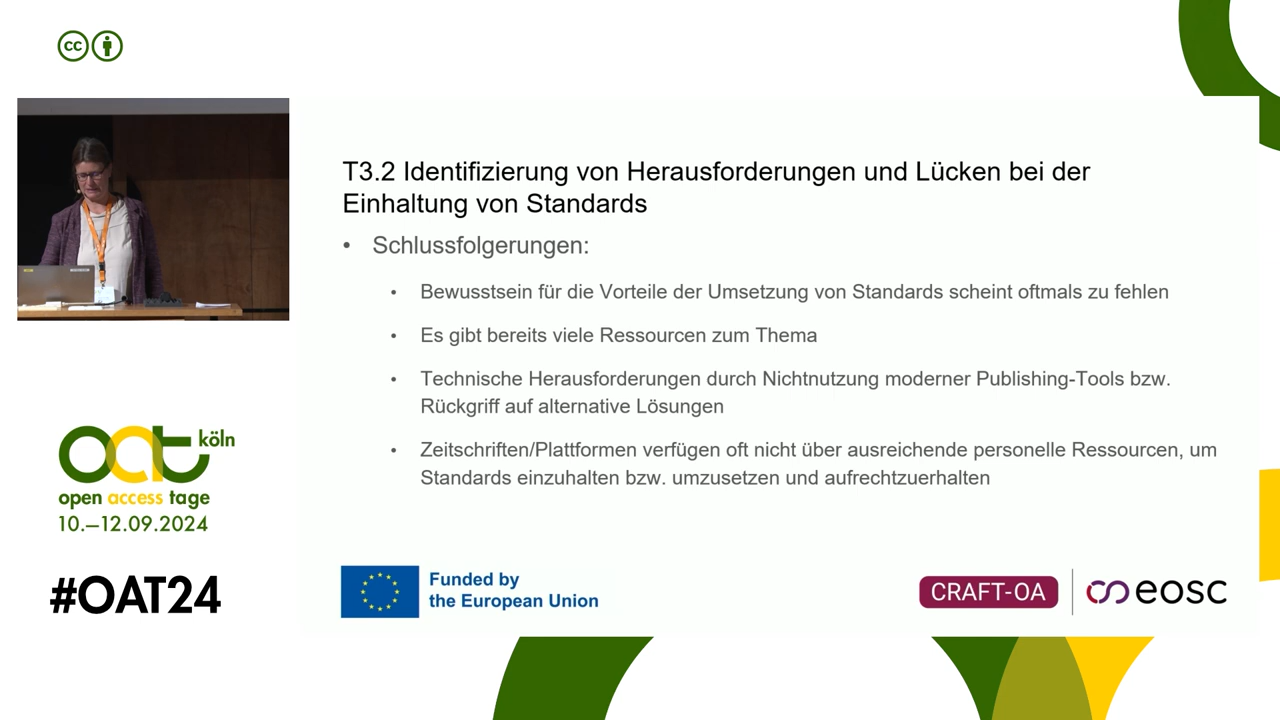 cc
T3.2 Identifizierung von Herausforderungen und Lücken bei der
Einhaltung von Standards
• Schlussfolgerungen:
• Bewusstsein für die Vorteile der Umsetzung von Standards scheint oftmals zu fehlen
• Es gibt bereits viele Ressourcen zum Thema
• Technische Herausforderungen durch Nichtnutzung moderner Publishing-Tools bzw.
Rückgriff auf alternative Lösungen
• Zeitschriften/Plattformen verfügen oft nicht über ausreichende personelle Ressourcen, um
Standards einzuhalten bzw. umzusetzen und aufrechtzuerhalten
oat köln
open access tage
10.–12.09.2024
#OAT24
Funded by
the European Union
CRAFT-OA
eosc